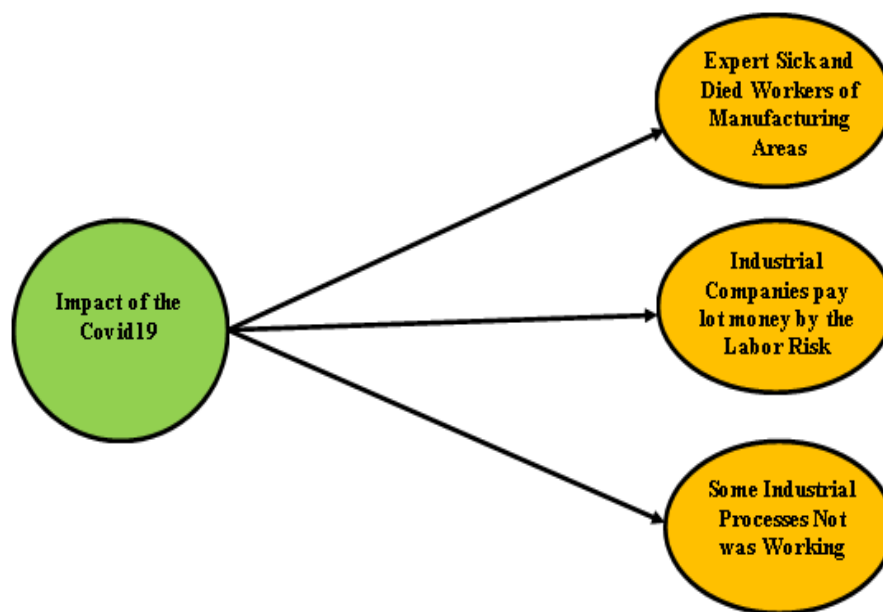 Expert Sick and
Died Workers of
Manufacturing
Areas
Impact of the
Covid19
Industrial
Companies pay
lot money by the
Labor Risk
Some Industrial
Processes Not
was Working